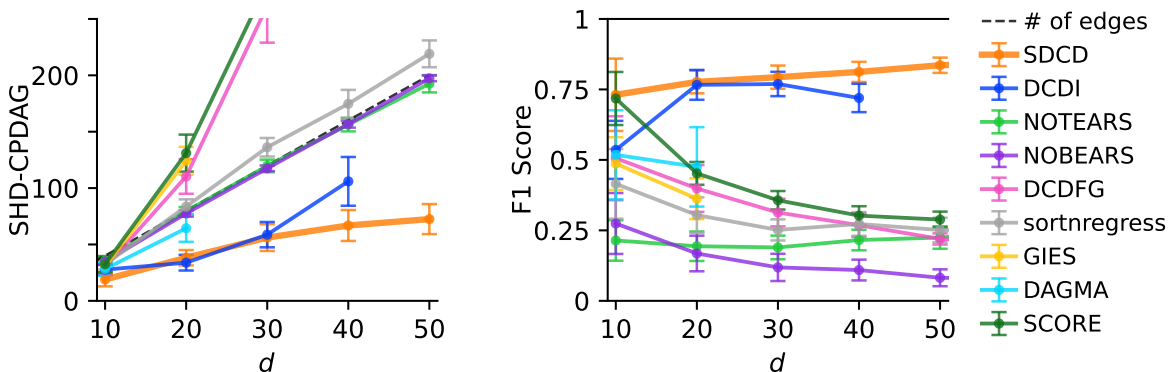 SHD-CPDAG
200
100
0
10 20 30 40 50
d
F1 Score
1
0.75
0.5
0.25
0
10 20 30 40 50
d
# of edges
SDCD
DCDI
NOTEARS
NOBEARS
DCDFG
sortnregress
GIES
DAGMA
SCORE